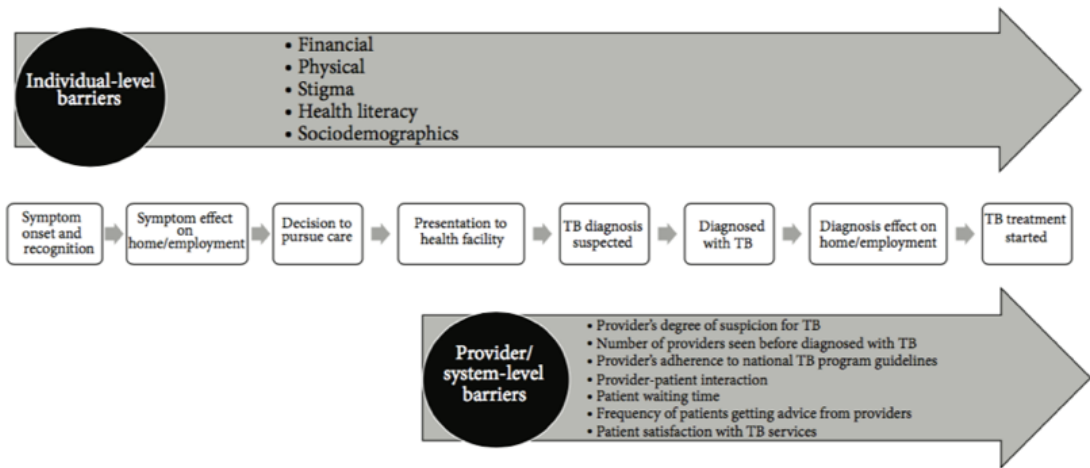 Individual-level
barriers
• Financial
• Physical
• Stigma
• Health literacy
• Sociodemographics
Symptom
onset and
recognition
Symptom effect
on
home/employment
Decision to
pursue care
Presentation to
health facility
TB diagnosis
suspected
Diagnosed
with TB
Diagnosis effect on
home/employment
TB treatment
started
Provider/
system-level
barriers
• Provider's degree of suspicion for TB
• Number of providers seen before diagnosed with TB
• Provider's adherence to national TB program guidelines
• Provider-patient interaction
• Patient waiting time
• Frequency of patients getting advice from providers
• Patient satisfaction with TB services